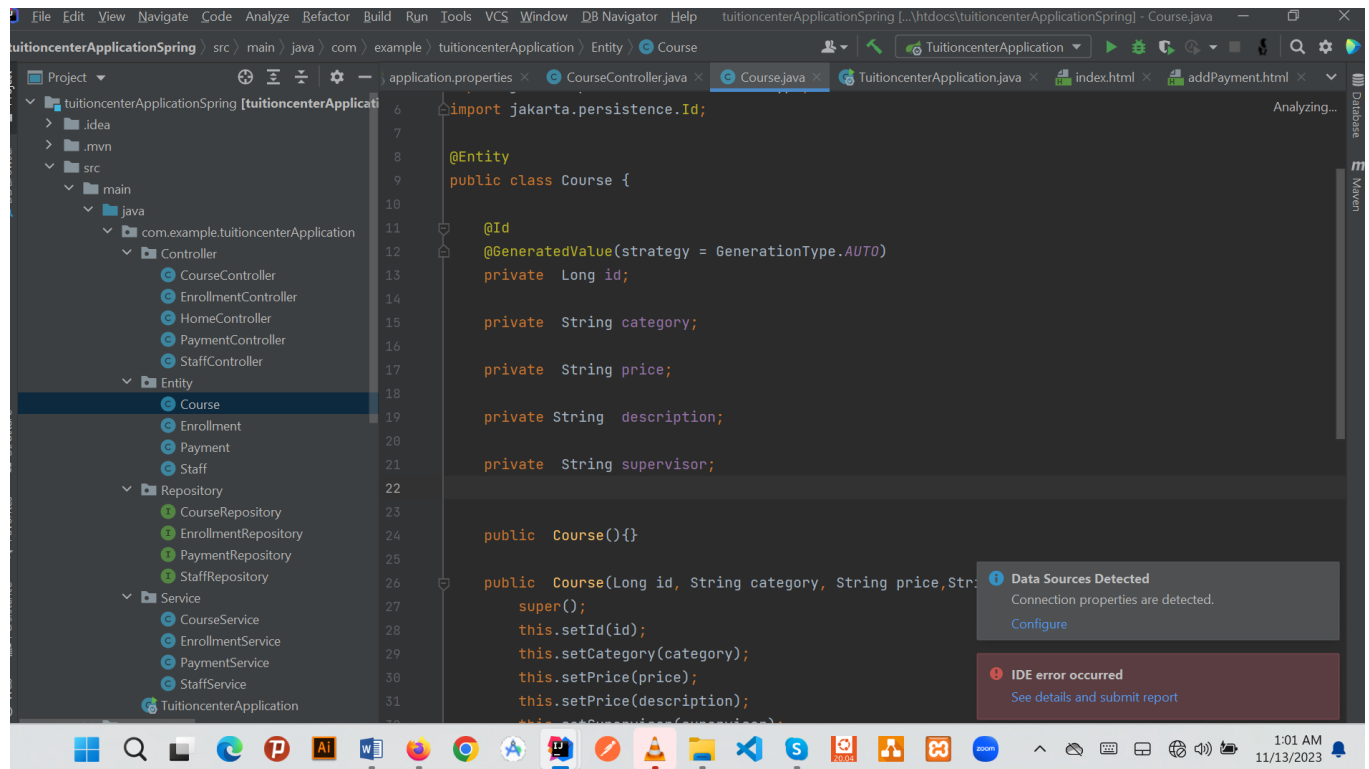 File Edit View Navigate Code Analyze Refactor Build Run Tools VCS Window DB Navigator Help tuitioncenterApplicationSpring [...\htdocs\tuitioncenterApplicationSpring] - Course.java
tuitioncenterApplicationSpring src main java com example tuitioncenterApplication Entity Course TuitioncenterApplication
Project application.properties CourseController.java Course.java TuitioncenterApplication.java index.html addPayment.html
tuitioncenterApplicationSpring [tuitioncenterApplicati
.idea
.mvn
src
main
java
com.example.tuitioncenterApplication
Controller
CourseController
EnrollmentController
HomeController
PaymentController
StaffController
Entity
Course
Enrollment
Payment
Staff
Repository
CourseRepository
EnrollmentRepository
PaymentRepository
StaffRepository
Service
CourseService
EnrollmentService
PaymentService
StaffService
TuitioncenterApplication
6 import jakarta.persistence.Id;
7
8 @Entity
9 public class Course {
10
11 @Id
12 @GeneratedValue(strategy = GenerationType.AUTO)
13 private Long id;
14
15 private String category;
16
17 private String price;
18
19 private String description;
20
21 private String supervisor;
22
23
24 public Course(){}
25
26 public Course(Long id, String category, String price,Str
27 super();
28 this.setId(id);
29 this.setCategory(category);
30 this.setPrice(price);
31 this.setPrice(description);
this.setSupervisor(supervisor);
Analyzing...
Database
m Maven
Data Sources Detected
Connection properties are detected.
Configure
IDE error occurred
See details and submit report
Ai
20.04
zoom
1:01 AM
11/13/2023